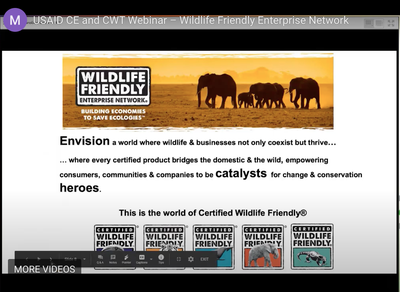 M
USAID CE and CWT Webinar – Wildlife Friendly Enterprise Network
WILDLIFE
FRIENDLY
ENTERPRISE NETWORK®
BUILDING ECONOMIES
TO SAVE ECOLOGIES™
Envision a world where wildlife & businesses not only coexist but thrive…
… where every certified product bridges the domestic & the wild, empowering
consumers, communities & companies to be catalysts for change & conservation
heroes.
This is the world of Certified Wildlife Friendly®
CERTIFIED CERTIFIED CERTIFIED CERTIFIED CERTIFIED
WILDLIFE WILDLIFE WILDLIFE WILDLIFE WILDLIFE
FRIENDLY FRIENDLY FRIENDLY FRIENDLY FRIENDLY
EXIT
MORE VIDEOS